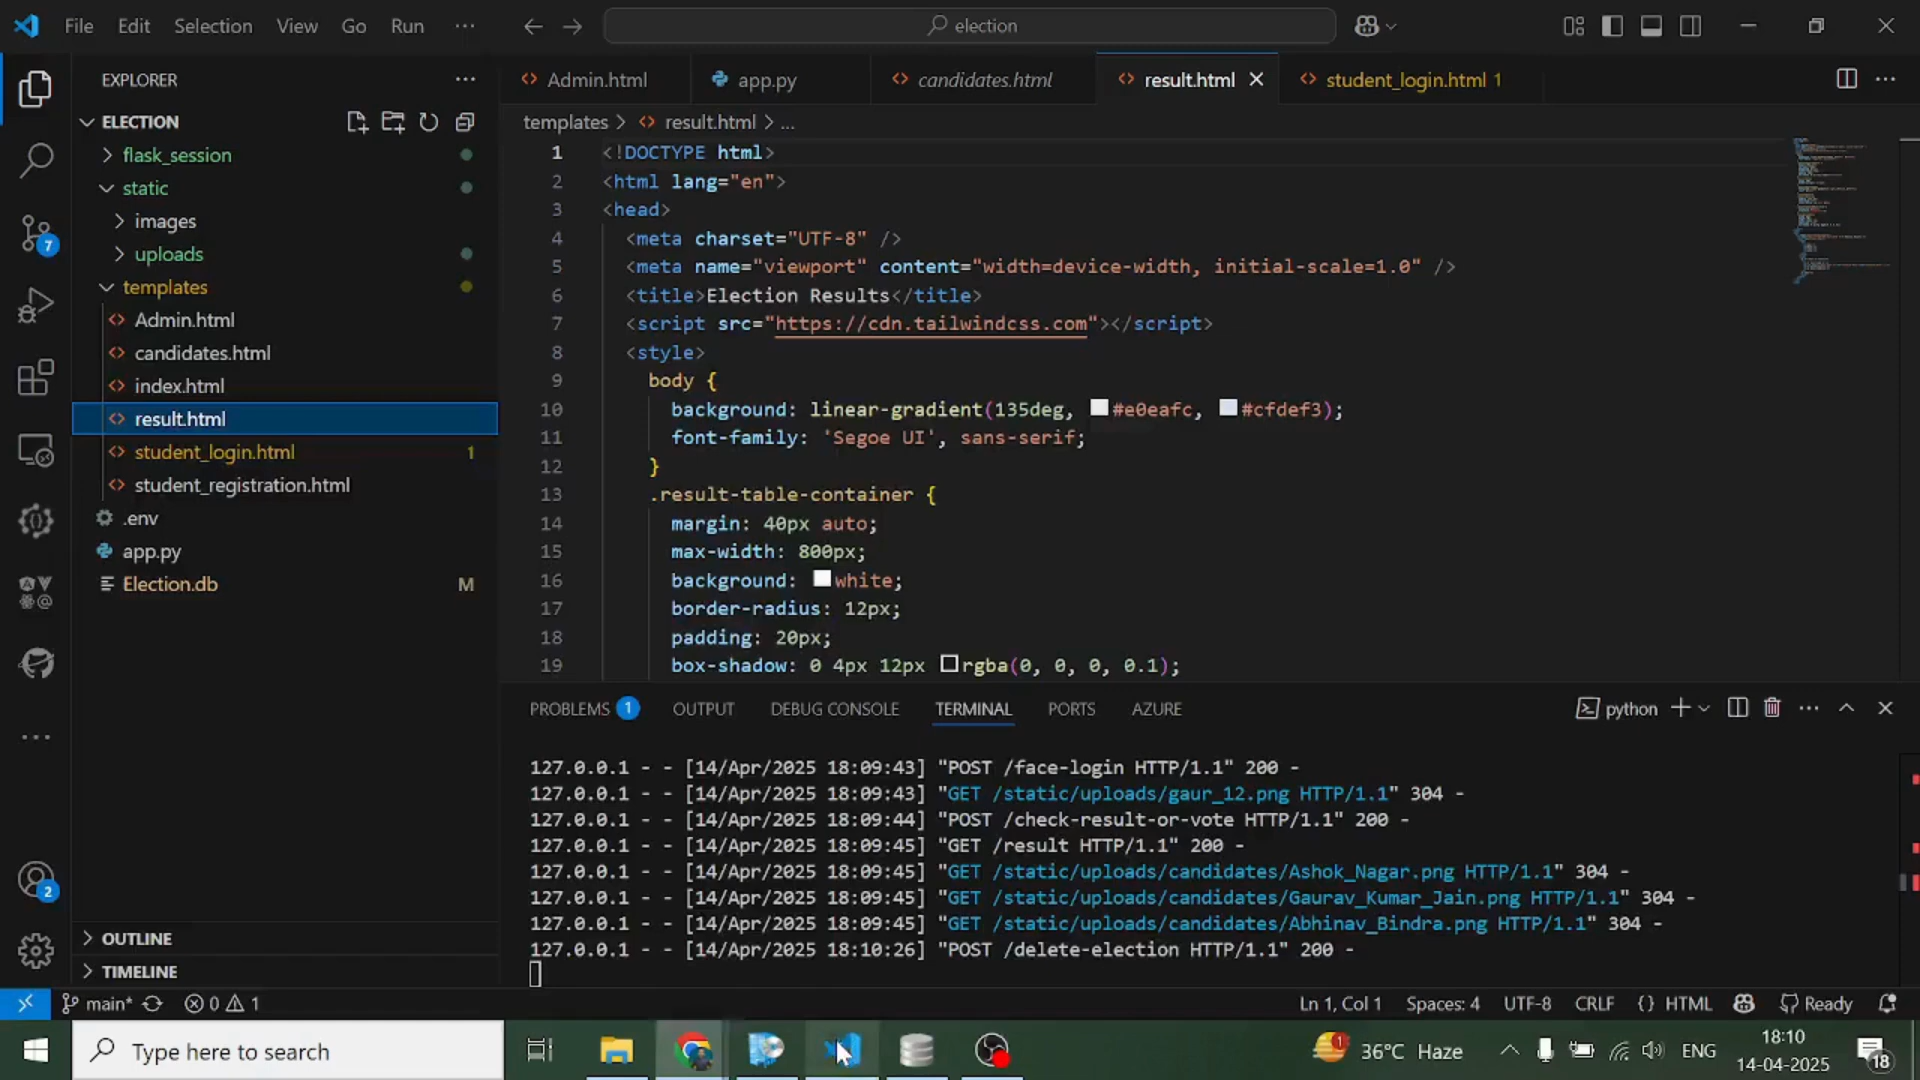 File Edit Selection View Go Run ···
election
EXPLORER
Admin.html
app.py
candidates.html
result.html
student_login.html 1
ELECTION
flask_session
static
images
uploads
templates
Admin.html
candidates.html
index.html
result.html
student_login.html 1
student_registration.html
.env
app.py
Election.db M
OUTLINE
TIMELINE
7
2
templates > result.html > ...
1 <!DOCTYPE html>
2 <html lang="en">
3 <head>
4 <meta charset="UTF-8" />
5 <meta name="viewport" content="width=device-width, initial-scale=1.0" />
6 <title>Election Results</title>
7 <script src="https://cdn.tailwindcss.com"></script>
8 <style>
9 body {
10 background: linear-gradient(135deg, #e0eafc, #cfdef3);
11 font-family: 'Segoe UI', sans-serif;
12 }
13 .result-table-container {
14 margin: 40px auto;
15 max-width: 800px;
16 background: white;
17 border-radius: 12px;
18 padding: 20px;
19 box-shadow: 0 4px 12px rgba(0, 0, 0, 0.1);
PROBLEMS 1 OUTPUT DEBUG CONSOLE TERMINAL PORTS AZURE
python
127.0.0.1 - - [14/Apr/2025 18:09:43] "POST /face-login HTTP/1.1" 200 -
127.0.0.1 - - [14/Apr/2025 18:09:43] "GET /static/uploads/gaur_12.png HTTP/1.1" 304 -
127.0.0.1 - - [14/Apr/2025 18:09:44] "POST /check-result-or-vote HTTP/1.1" 200 -
127.0.0.1 - - [14/Apr/2025 18:09:45] "GET /result HTTP/1.1" 200 -
127.0.0.1 - - [14/Apr/2025 18:09:45] "GET /static/uploads/candidates/Ashok_Nagar.png HTTP/1.1" 304 -
127.0.0.1 - - [14/Apr/2025 18:09:45] "GET /static/uploads/candidates/Gaurav_Kumar_Jain.png HTTP/1.1" 304 -
127.0.0.1 - - [14/Apr/2025 18:09:45] "GET /static/uploads/candidates/Abhinav_Bindra.png HTTP/1.1" 304 -
127.0.0.1 - - [14/Apr/2025 18:10:26] "POST /delete-election HTTP/1.1" 200 -
main* 0 1
Ln 1, Col 1 Spaces: 4 UTF-8 CRLF {} HTML Ready
Type here to search
1
36°C Haze
ENG
18:10
14-04-2025
18